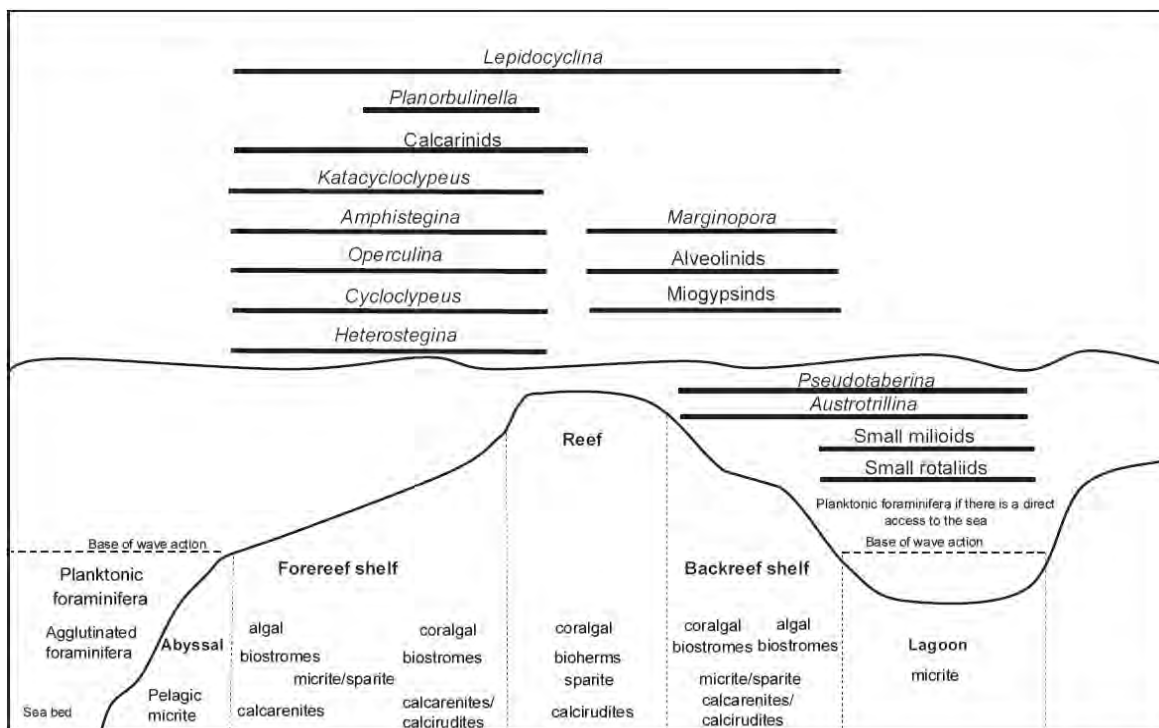 Lepidocyclina
Planorbulinella
Calcarinids
Katacycloclypeus
Amphistegina
Marginopora
Operculina
Alveolinids
Cycloclypeus
Miogypsinds
Heterostegina
Pseudotaberina
Austrotrillina
Reef
Small milioids
Small rotaliids
Planktonic foraminifera if there is a direct
access to the sea
Base of wave action
Base of wave action
Planktonic
foraminifera
Forereef shelf
Backreef shelf
Agglutinated
foraminifera
Abyssal
algal
biostromes
coralgal
biostromes
micrite/sparite
coralgal
bioherms
sparite
coralgal
biostromes
algal
biostromes
micrite/sparite
Lagoon
micrite
Sea bed
Pelagic
micrite
calcarenites
calcarenites/
calcirudites
calcirudites
calcarenites/
calcirudites